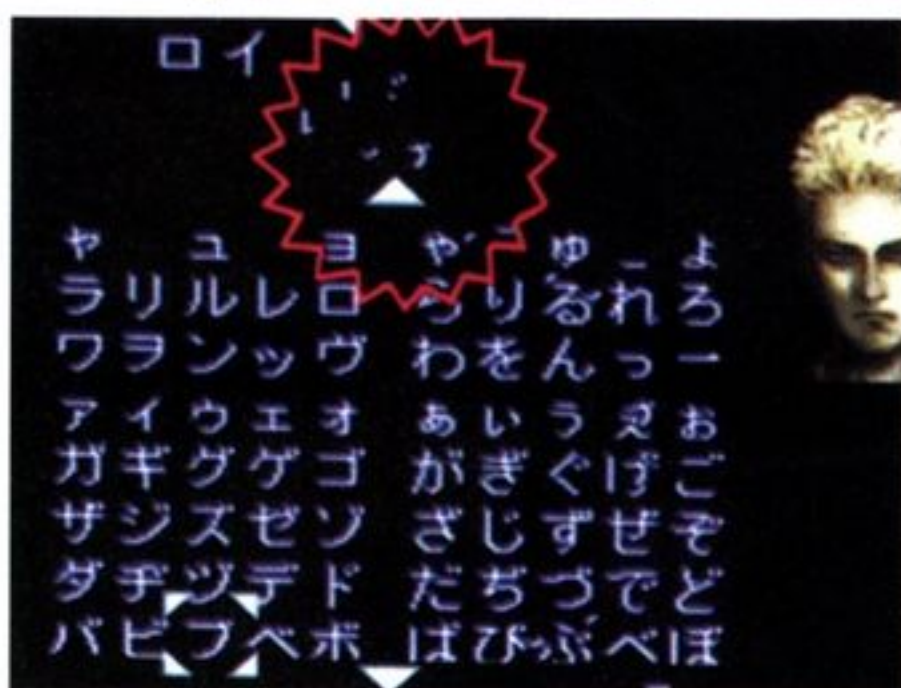 ロイ
ャ ュ ョ ゃ ゅ ょ
ラ リ ル レ ロ ら り る れ ろ
ワ ヲ ン ッ ヴ わ を ん っ ー
ァ ィ ゥ ェ ォ ぁ ぃ ぅ ぇ ぉ
ガ ギ グ ゲ ゴ が ぎ ぐ げ ご
ザ ジ ズ ゼ ゾ ざ じ ず ぜ ぞ
ダ ヂ ヅ デ ド だ ぢ づ で ど
バ ビ ブ ベ ボ ば び ぶ べ ぼ